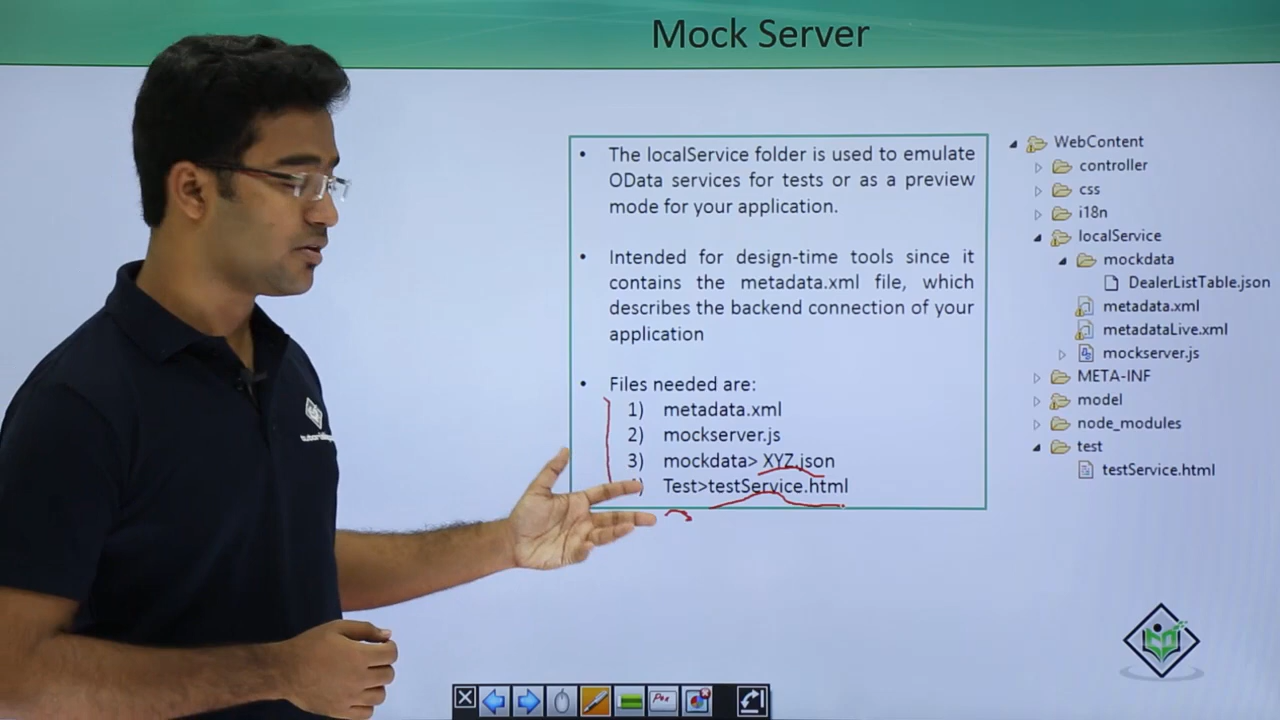 Mock Server
• The localService folder is used to emulate
OData services for tests or as a preview
mode for your application.
• Intended for design-time tools since it
contains the metadata.xml file, which
describes the backend connection of your
application
• Files needed are:
1) metadata.xml
2) mockserver.js
3) mockdata> XYZ.json
) Test>testService.html
WebContent
controller
css
i18n
localService
mockdata
DealerListTable.json
metadata.xml
metadataLive.xml
mockserver.js
META-INF
model
node_modules
test
testService.html